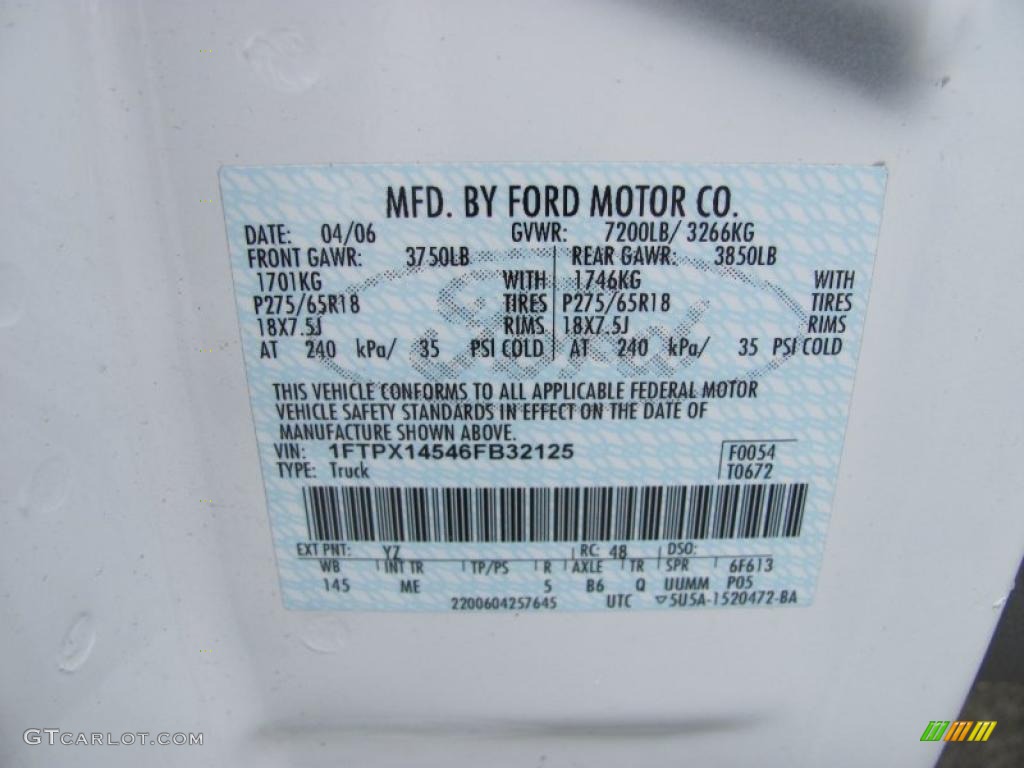 MFD. BY FORD MOTOR CO.
DATE: 04/06 GVWR: 7200LB/ 3266KG
FRONT GAWR: 3750LB REAR GAWR: 3850LB
1701KG WITH 1746KG WITH
P275/65R18 TIRES P275/65R18 TIRES
18X7.5J RIMS 18X7.5J RIMS
AT 240 kPa/ 35 PSI COLD AT 240 kPa/ 35 PSI COLD
Ford
THIS VEHICLE CONFORMS TO ALL APPLICABLE FEDERAL MOTOR
VEHICLE SAFETY STANDARDS IN EFFECT ON THE DATE OF
MANUFACTURE SHOWN ABOVE.
VIN: 1FTPX14546FB32125 F0054
TYPE: Truck T0672
EXT PNT: YZ RC: 48 DSO:
WB INT TR TP/PS R AXLE TR SPR 6F613
145 ME 5 B6 Q UUMM P05
2200604257645 UTC ▽5U5A-1520472-BA
GTCARLOT.COM